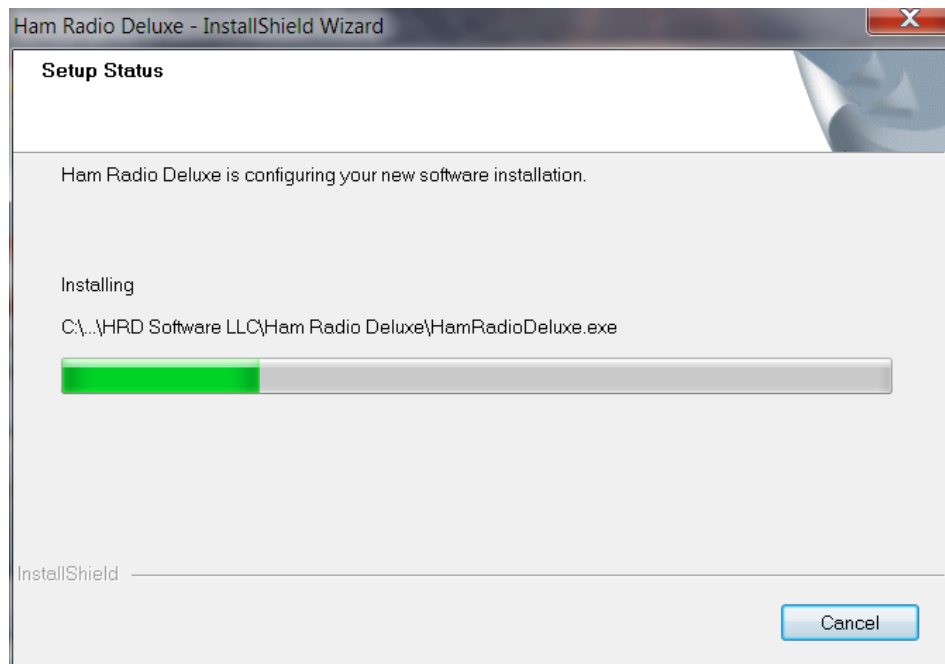 Ham Radio Deluxe - InstallShield Wizard
X
Setup Status
Ham Radio Deluxe is configuring your new software installation.
Installing
C:\...\HRD Software LLC\Ham Radio Deluxe\HamRadioDeluxe.exe
InstallShield
Cancel